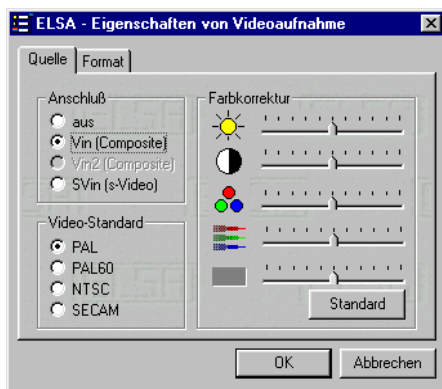 ELSA - Eigenschaften von Videoaufnahme
Quelle
Format
Anschluß
aus
Vin (Composite)
Vin2 (Composite)
SVin (s-Video)
Video-Standard
PAL
PAL60
NTSC
SECAM
Farbkorrektur
Standard
OK
Abbrechen